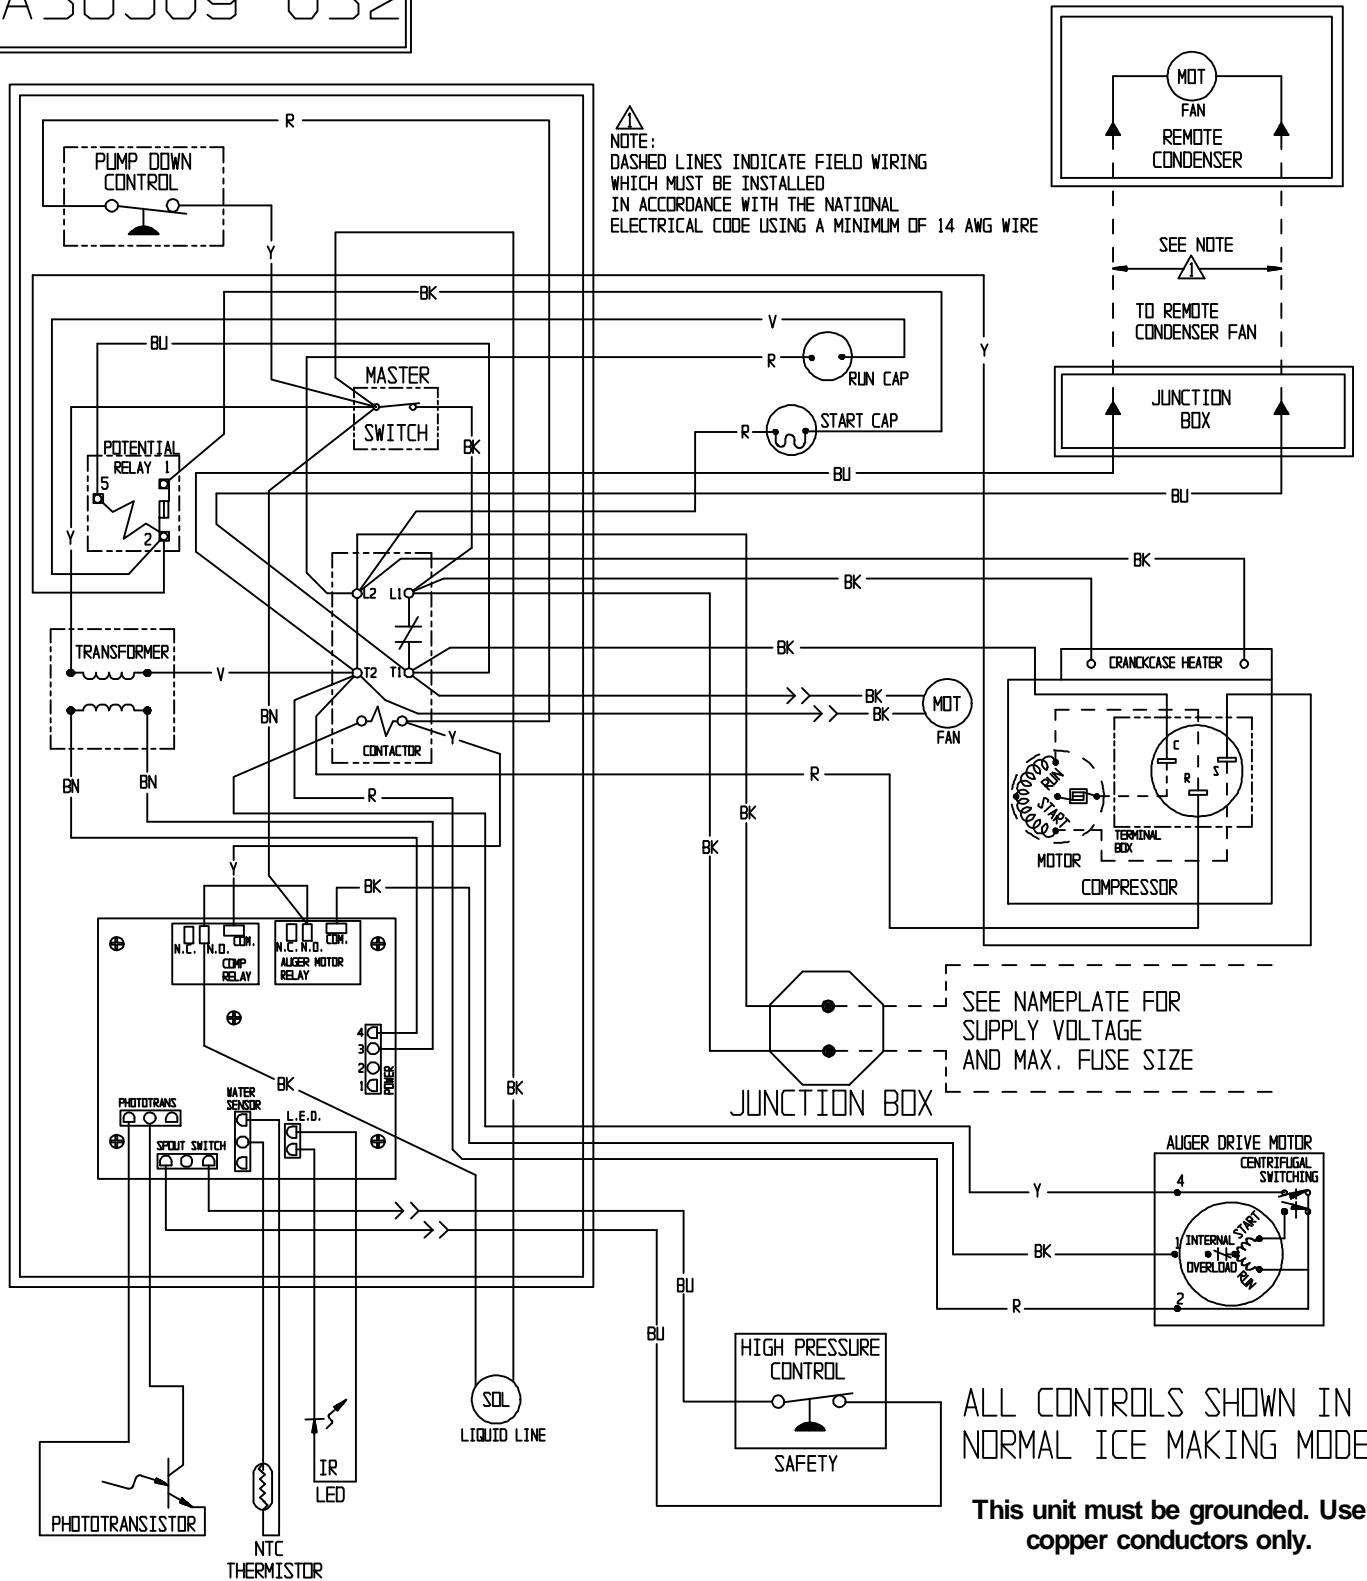 MOT
FAN
REMOTE
CONDENSER
R
PUMP DOWN
CONTROL
1
NOTE:
DASHED LINES INDICATE FIELD WIRING
WHICH MUST BE INSTALLED
IN ACCORDANCE WITH THE NATIONAL
ELECTRICAL CODE USING A MINIMUM OF 14 AWG WIRE
Y
SEE NOTE
1
TO REMOTE
CONDENSER FAN
BK
V
BU
R
RUN CAP
Y
MASTER
SWITCH
JUNCTION
BOX
START CAP
R
BK
POTENTIAL
RELAY 1
5
2
BU
BU
Y
BK
BK
L2 L1
TRANSFORMER
V
T2 T1
BK
CRANCKCASE HEATER
BK
BK
MOT
FAN
BN
CONTACTOR
Y
C
R
S
RUN
START
MOTOR
TERMINAL
BOX
COMPRESSOR
BN
BN
R
R
BK
BK
Y
BK
N.C. N.O. COM.
COMP
RELAY
N.C. N.O. COM.
AUGER MOTOR
RELAY
4
3
2
1
POWER
SEE NAMEPLATE FOR
SUPPLY VOLTAGE
AND MAX. FUSE SIZE
JUNCTION BOX
BK
BK
PHOTOTRANS
WATER
SENSOR
L.E.D.
SPOUT SWITCH
AUGER DRIVE MOTOR
CENTRIFUGAL
SWITCHING
4
Y
1
INTERNAL
OVERLOAD
START
RUN
BK
2
R
BU
BU
HIGH PRESSURE
CONTROL
SAFETY
SOL
LIQUID LINE
IR
LED
PHOTOTRANSISTOR
NTC
THERMISTOR
ALL CONTROLS SHOWN IN
NORMAL ICE MAKING MODE
This unit must be grounded. Use
copper conductors only.